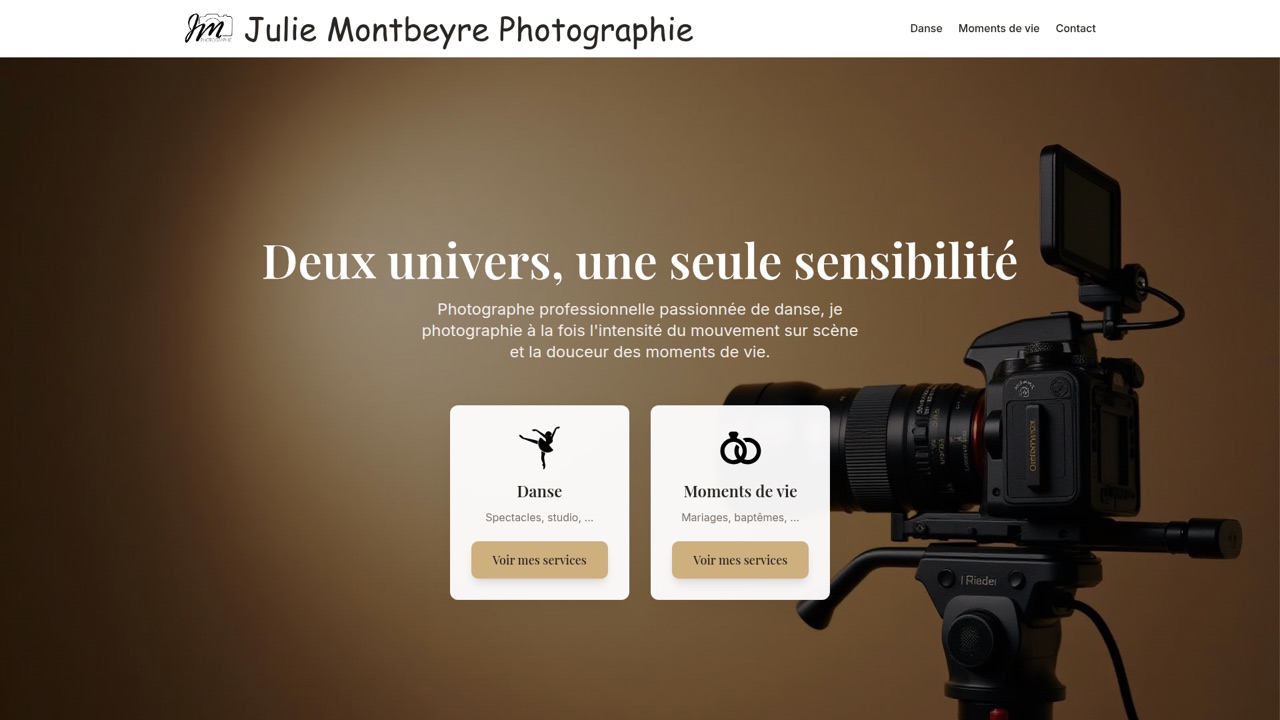 Jm Julie Montbeyre Photographie
Danse Moments de vie Contact
Deux univers, une seule sensibilité
Photographe professionnelle passionnée de danse, je
photographie à la fois l'intensité du mouvement sur scène
et la douceur des moments de vie.
Danse
Spectacles, studio, ...
Voir mes services
Moments de vie
Mariages, baptêmes, ...
Voir mes services